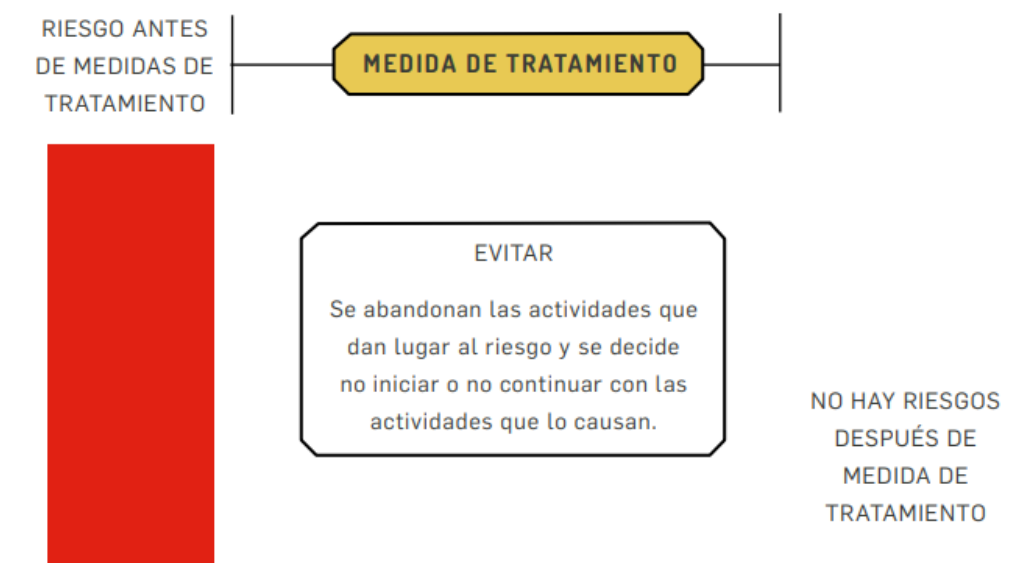 RIESGO ANTES
DE MEDIDAS DE
TRATAMIENTO
MEDIDA DE TRATAMIENTO
EVITAR
Se abandonan las actividades que
dan lugar al riesgo y se decide
no iniciar o no continuar con las
actividades que lo causan.
NO HAY RIESGOS
DESPUÉS DE
MEDIDA DE
TRATAMIENTO